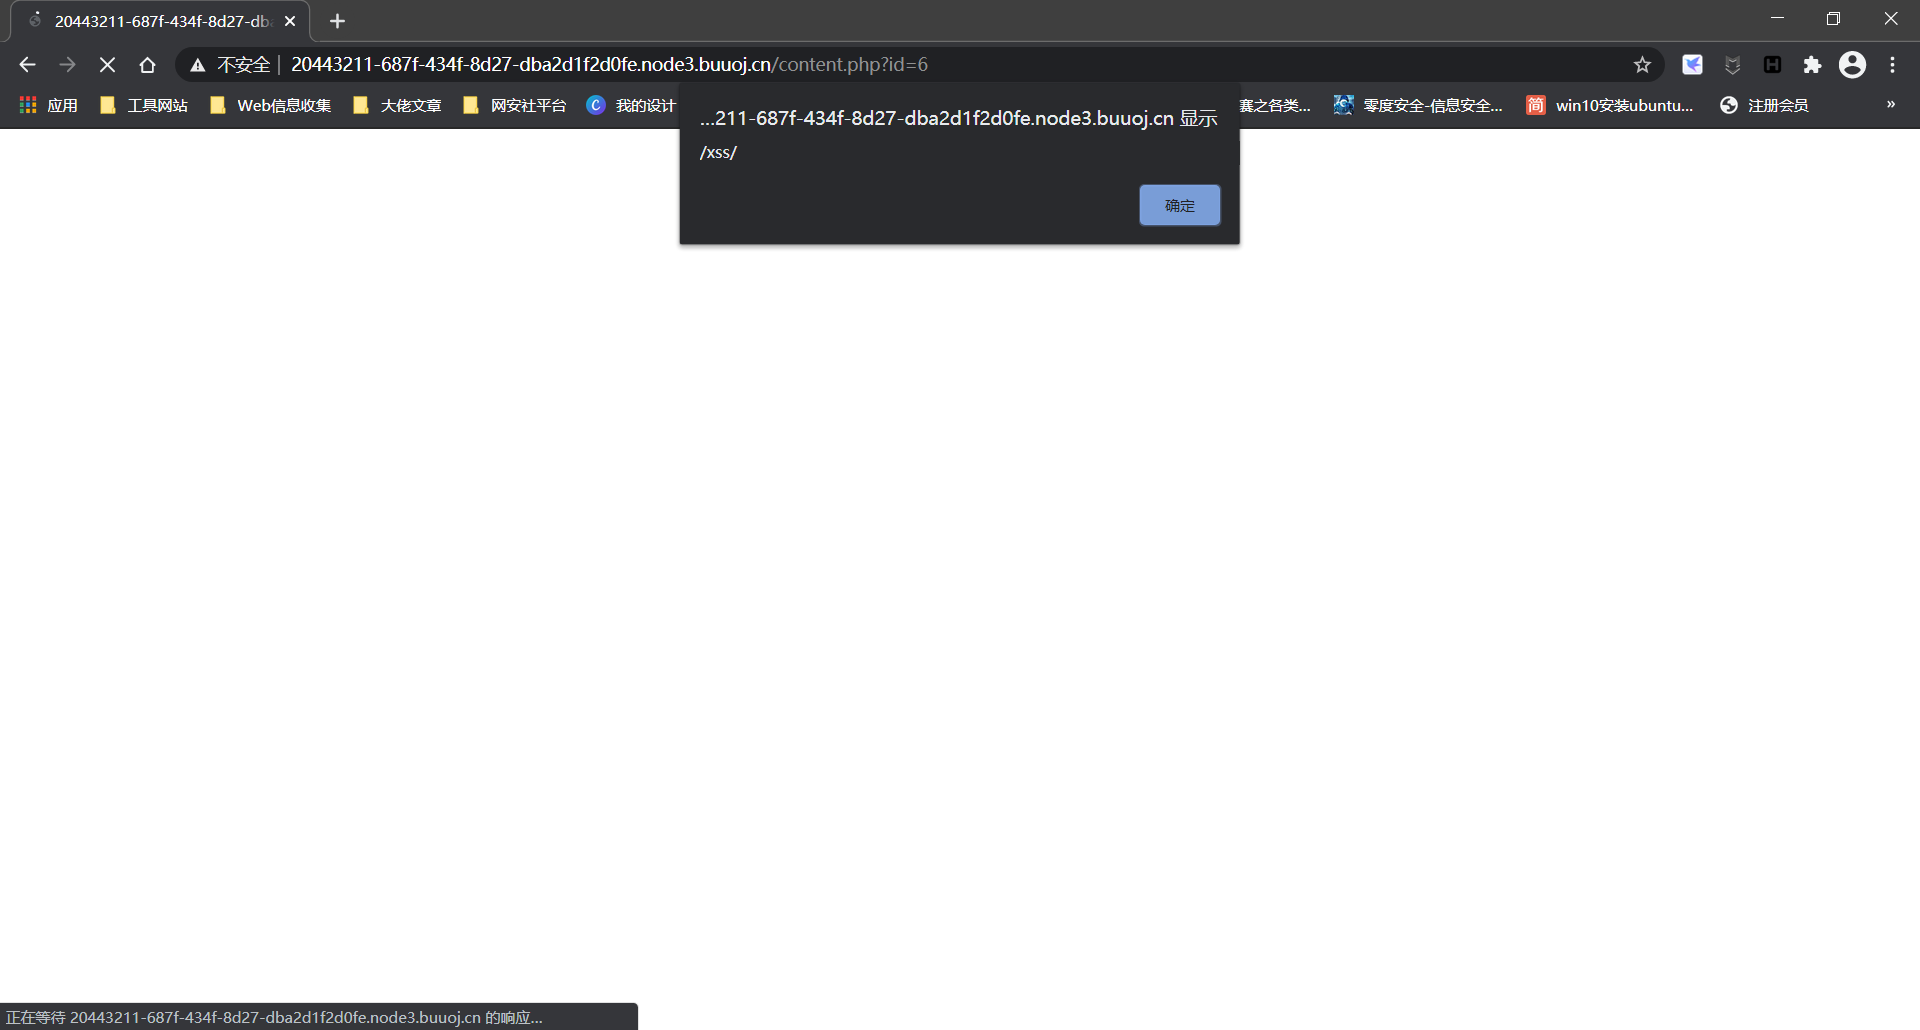 20443211-687f-434f-8d27-db
不安全 | 20443211-687f-434f-8d27-dba2d1f2d0fe.node3.buuoj.cn/content.php?id=6
应用 工具网站 Web信息收集 大佬文章 网安社平台 我的设计 赛之各类... 零度安全-信息安全... win10安装ubuntu... 注册会员 »
...211-687f-434f-8d27-dba2d1f2d0fe.node3.buuoj.cn 显示
/xss/
确定
正在等待 20443211-687f-434f-8d27-dba2d1f2d0fe.node3.buuoj.cn 的响应...